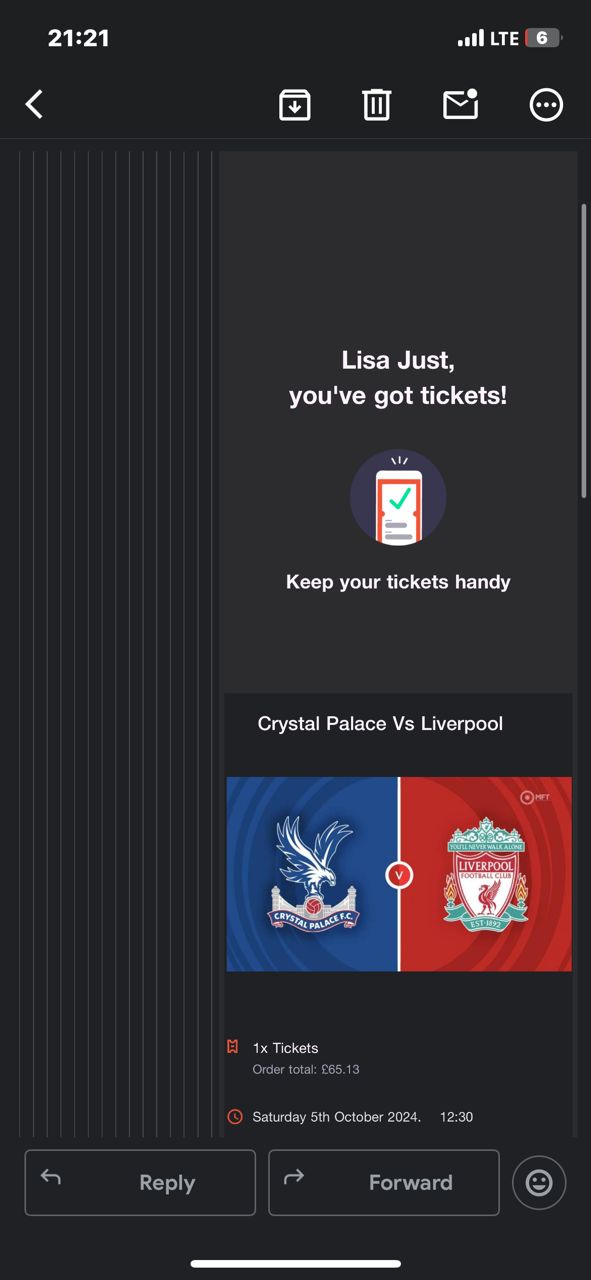 21:21
LTE
6
Lisa Just,
you've got tickets!
Keep your tickets handy
Crystal Palace Vs Liverpool
MFT
YOU'LL NEVER WALK ALONE
LIVERPOOL
FOOTBALL CLUB
V
CRYSTAL PALACE F.C.
EST·1892
1x Tickets
Order total: £65.13
Saturday 5th October 2024. 12:30
Reply
Forward